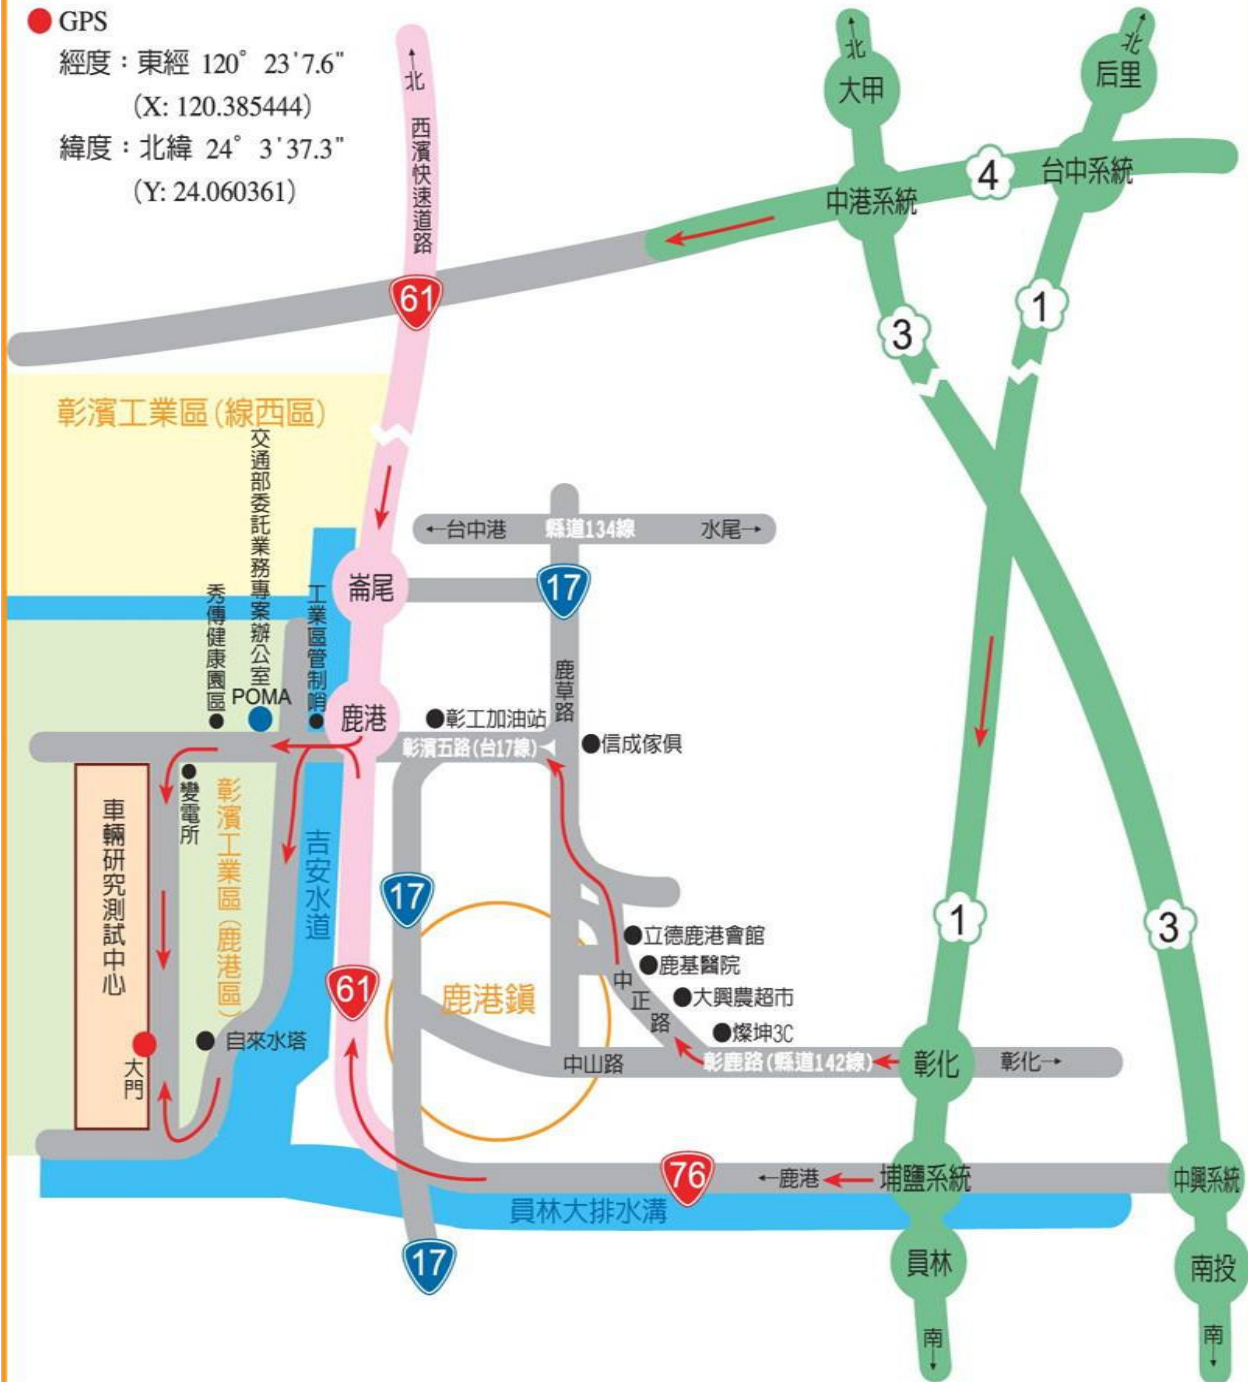 GPS
經度：東經 120° 23'7.6"
(X: 120.385444)
緯度：北緯 24° 3'37.3"
(Y: 24.060361)
←北
西濱快速道路
61
←北
大甲
北→
后里
4
台中系統
中港系統
3
1
彰濱工業區(線西區)
交通部委託業務專案辦公室
POMA
秀傳健康園區
工業區管制哨
崙尾
←台中港
縣道134線
水尾→
17
鹿草路
鹿港
彰工加油站
彰濱五路(台17線)
信成傢俱
變電所
彰濱工業區(鹿港區)
吉安水道
車輛研究測試中心
17
61
鹿港鎮
立德鹿港會館
鹿基醫院
中正路
大興農超市
燦坤3C
1
3
自來水塔
大門
中山路
彰鹿路(縣道142線)
彰化
彰化→
76
←鹿港
埔鹽系統
中興系統
員林大排水溝
17
員林
南投
南→
南→